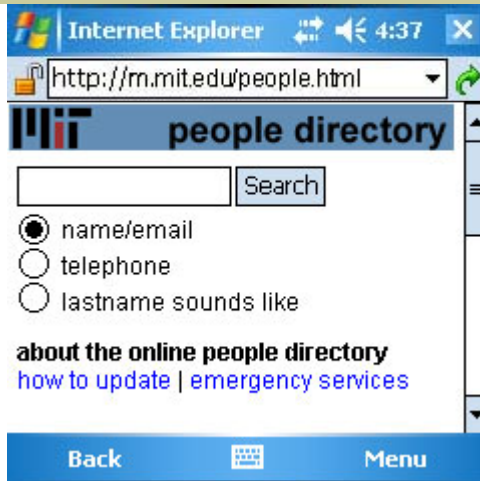 Internet Explorer 4:37
http://m.mit.edu/people.html
MIT people directory
Search
name/email
telephone
lastname sounds like
about the online people directory
how to update | emergency services
Back Menu